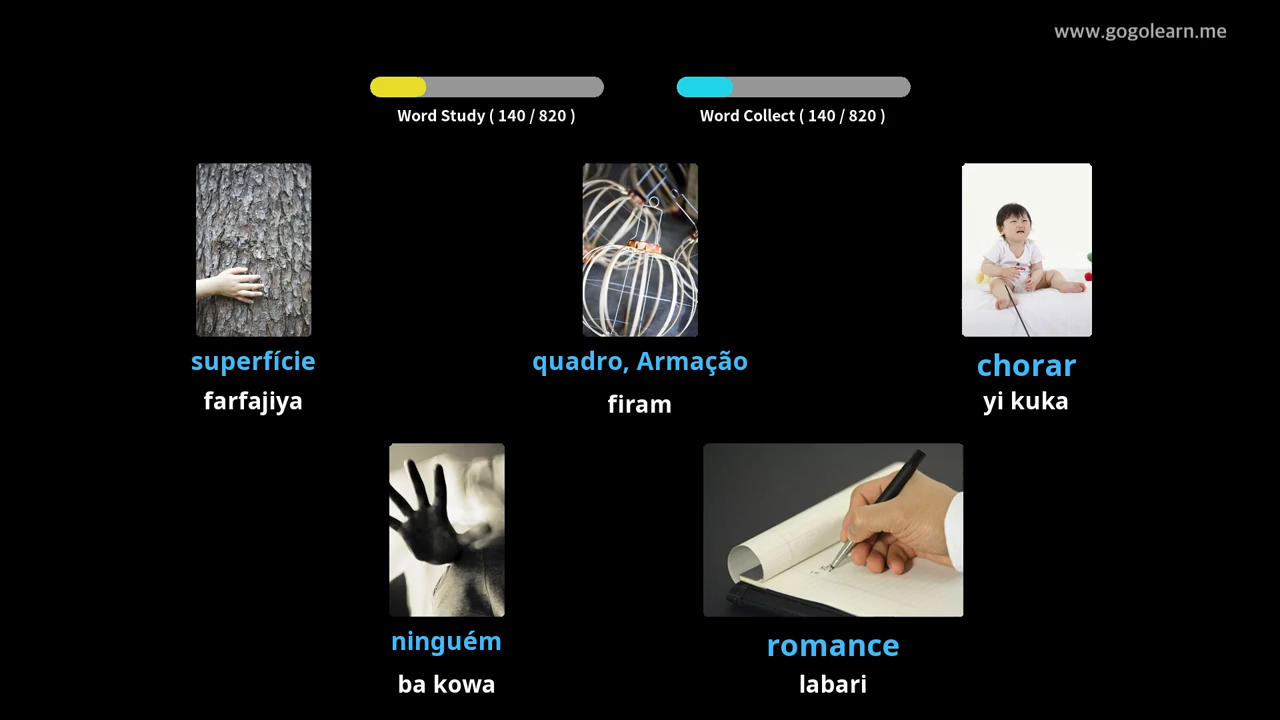 www.gogolearn.me
Word Study ( 140 / 820 )
Word Collect ( 140 / 820 )
superfície
quadro, Armação
chorar
farfajiya
firam
yi kuka
ninguém
romance
ba kowa
labari